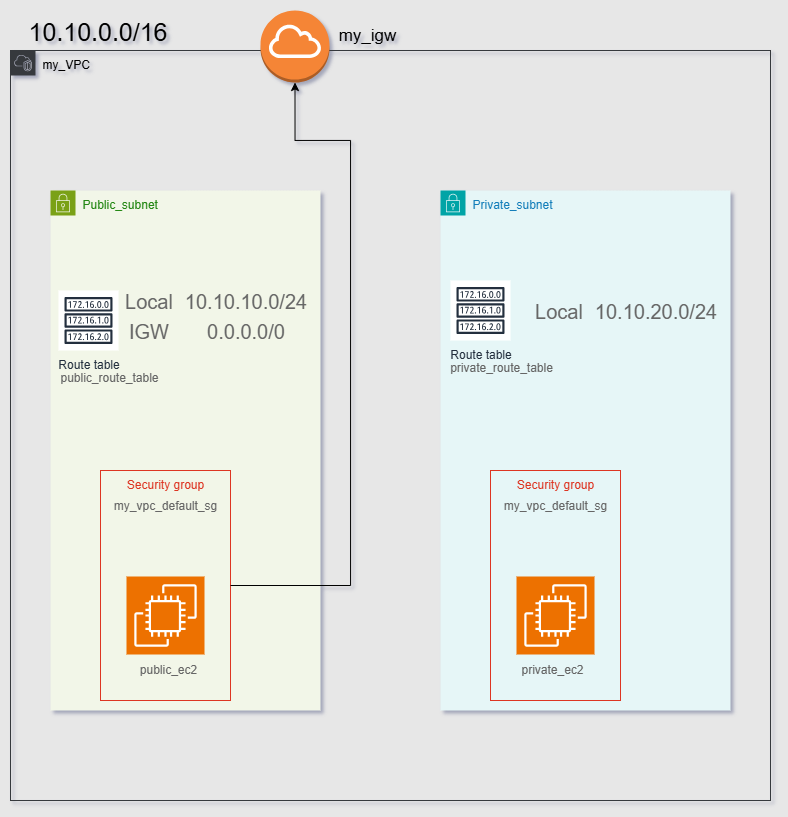 10.10.0.0/16
my_igw
my_VPC
Public_subnet
172.16.0.0
172.16.1.0
172.16.2.0
Local 10.10.10.0/24
IGW 0.0.0.0/0
Route table
public_route_table
Security group
my_vpc_default_sg
public_ec2
Private_subnet
172.16.0.0
172.16.1.0
172.16.2.0
Local 10.10.20.0/24
Route table
private_route_table
Security group
my_vpc_default_sg
private_ec2